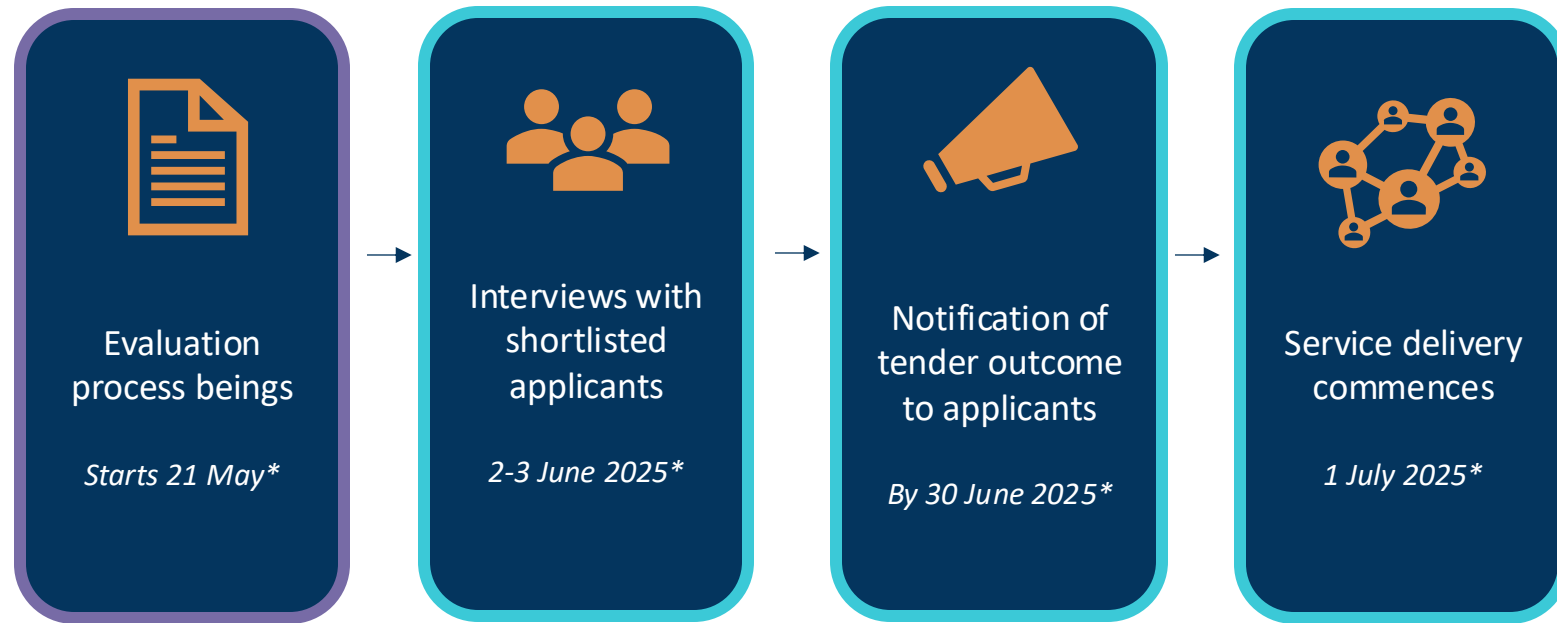 Evaluation
process beings
Starts 21 May*
Interviews with
shortlisted
applicants
2-3 June 2025*
Notification of
tender outcome
to applicants
By 30 June 2025*
Service delivery
commences
1 July 2025*